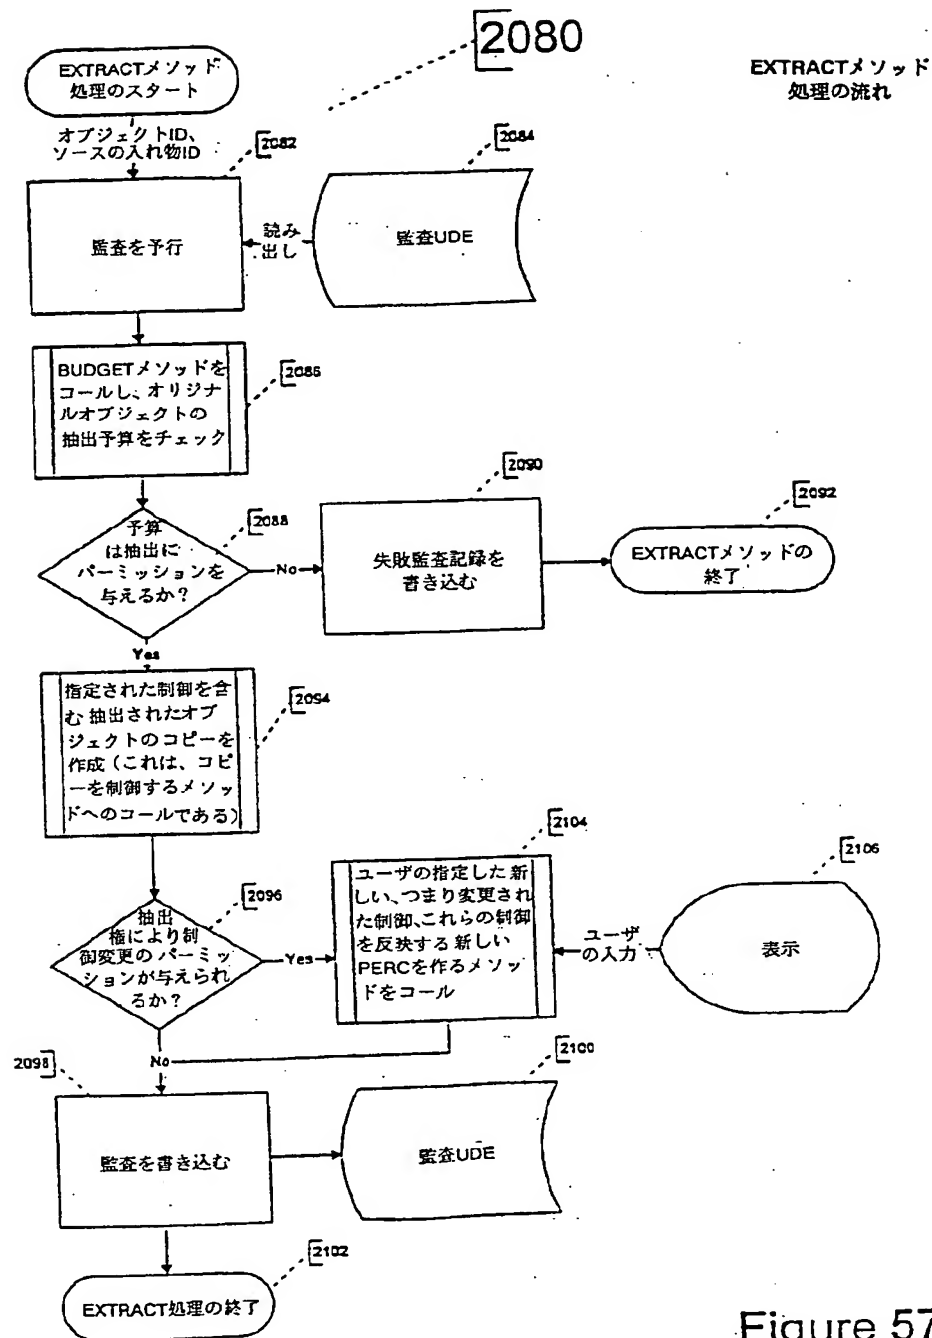 2080
EXTRACTメソッド
処理の流れ
EXTRACTメソッド
処理のスタート
オブジェクトID、
ソースの入れ物ID
2082
監査を予行
読み
出し
2084
監査UDE
BUDGETメソッドを
コールし、オリジナ
ルオブジェクトの
抽出予算をチェック
2086
予算
は抽出に
パーミッションを
与えるか？
2088
No
2090
失敗監査記録を
書き込む
2092
EXTRACTメソッドの
終了
Yes
指定された制御を含
む 抽出されたオブ
ジェクトのコピーを
作成（これは、コピ
ーを制御するメソッ
ドへのコールである）
2094
抽出
権により制
御変更の パーミッ
ションが与えられ
るか？
2096
Yes
2104
ユーザの指定した 新
しい、つまり変更され
た制御、これらの制御
を反映する 新しい
PERCを作るメソッ
ドをコール
ユーザ
の入力
2106
表示
No
2098
監査を書き込む
2100
監査UDE
2102
EXTRACT処理の終了
Figure 57